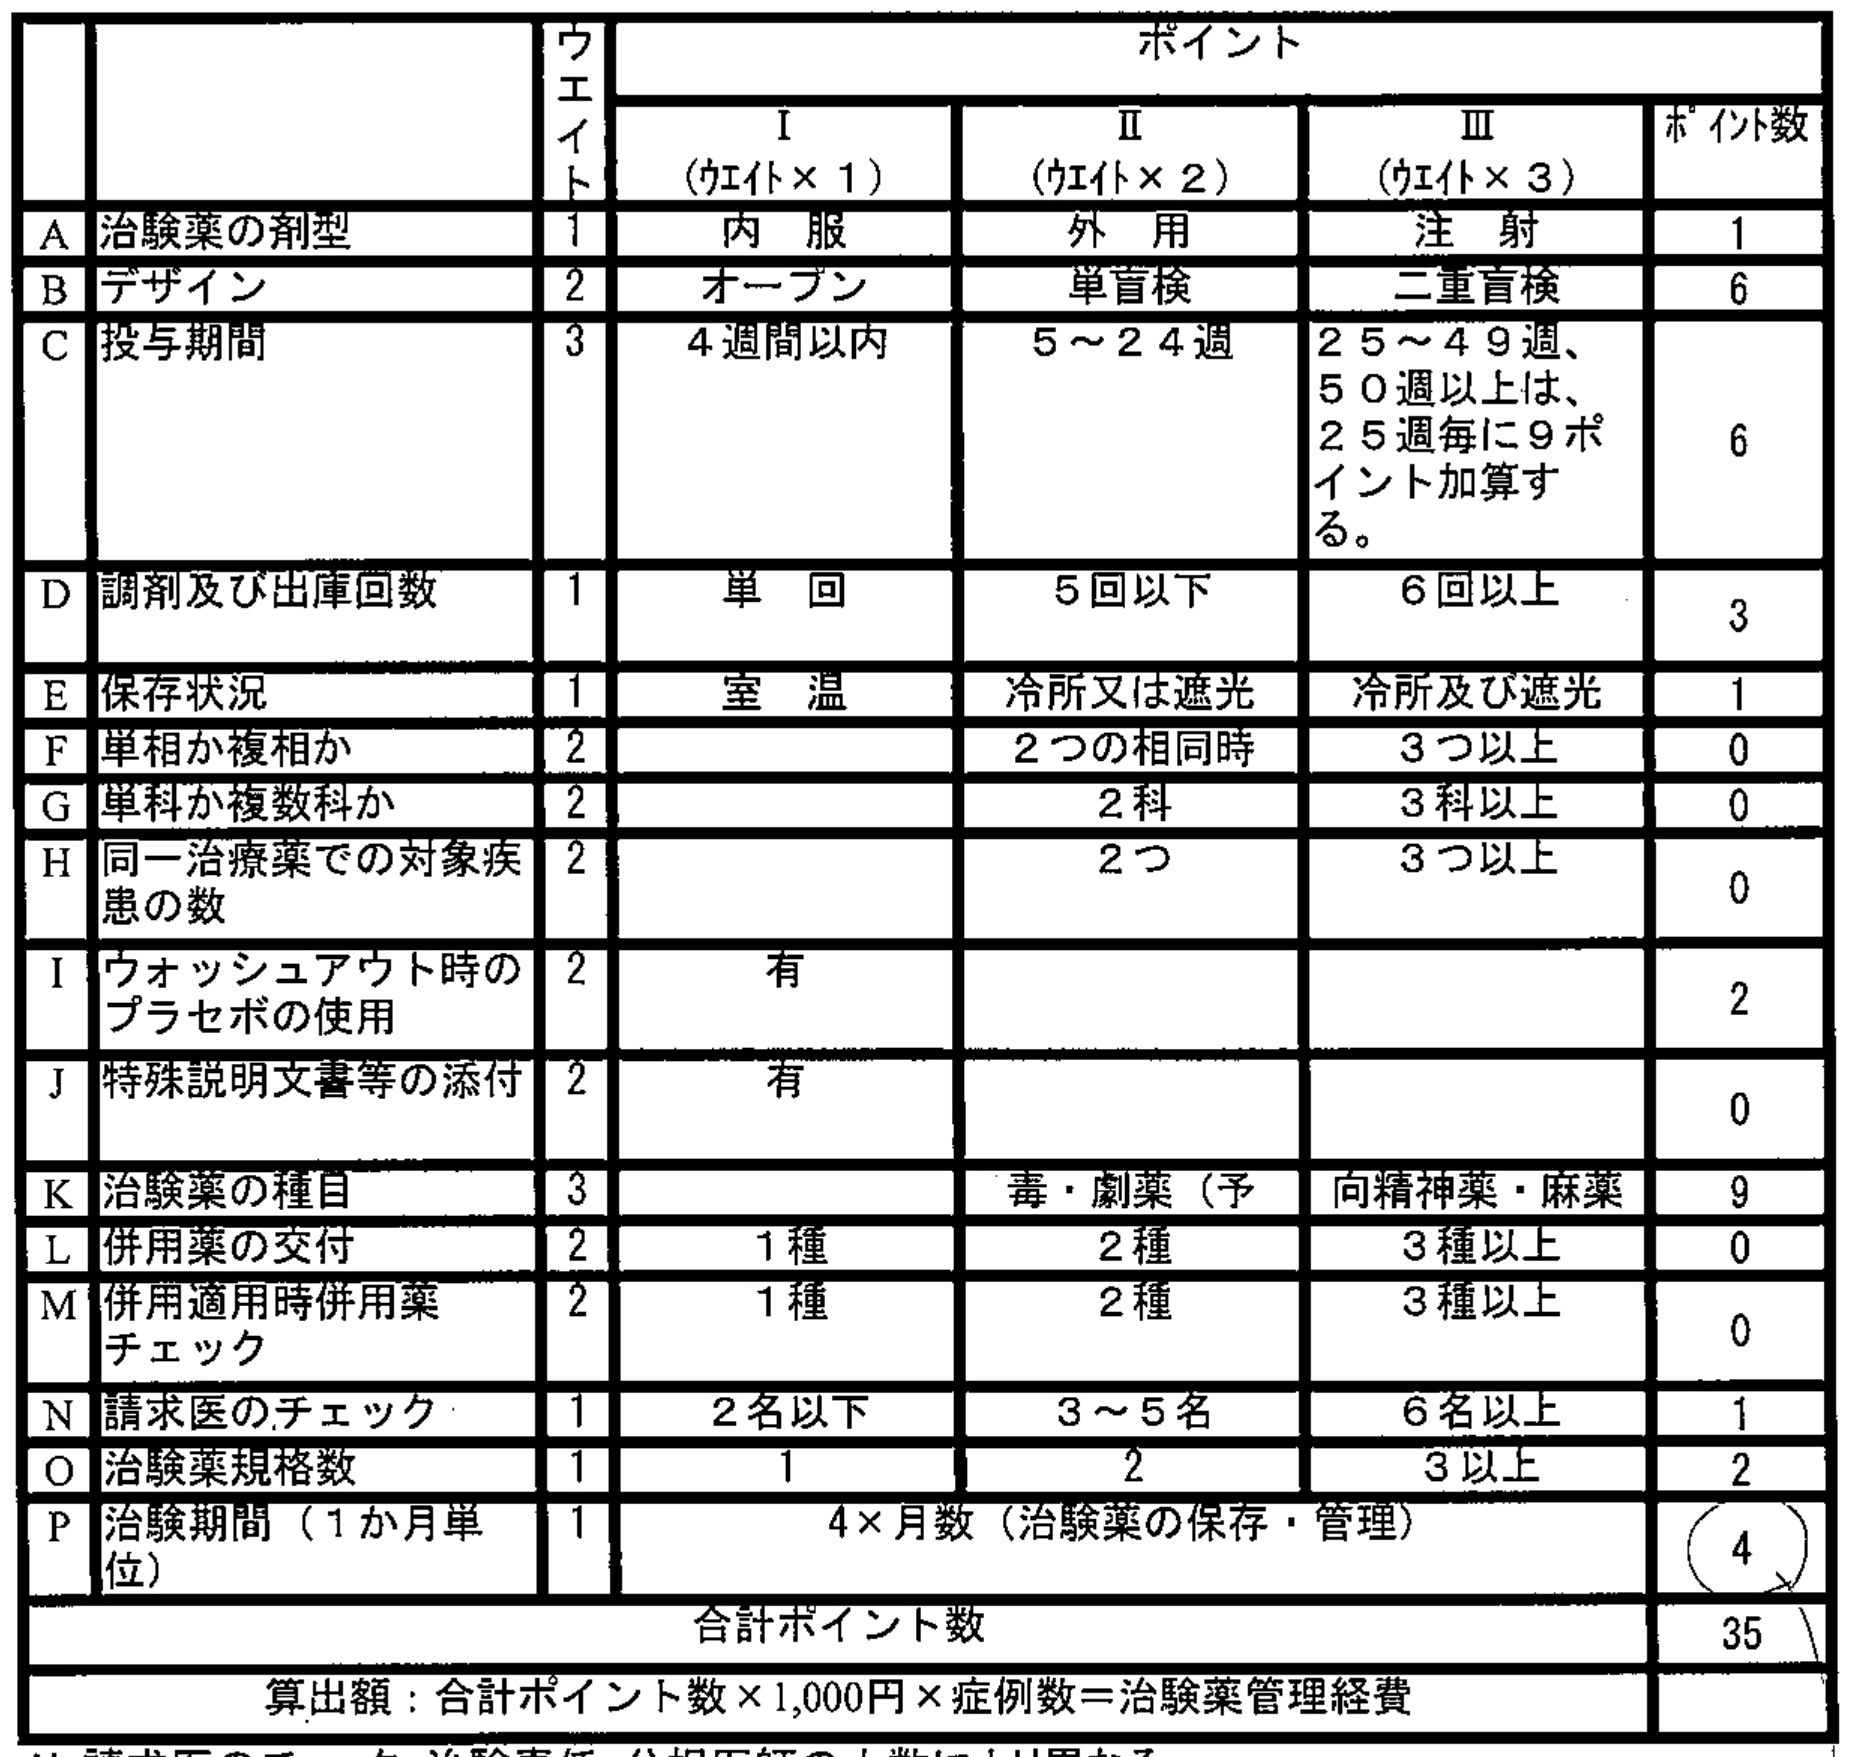 ウエイト
ポイント
Ⅰ
(ｳｴｲﾄ×１)
Ⅱ
(ｳｴｲﾄ×２)
Ⅲ
(ｳｴｲﾄ×３)
ﾎﾟｲﾝﾄ数
A 治験薬の剤型 1 内　服 外　用 注　射 1
B デザイン 2 オープン 単盲検 二重盲検 6
C 投与期間 3 ４週間以内 ５～２４週 ２５～４９週、
５０週以上は、
２５週毎に９ポ
イント加算す
る。
6
D 調剤及び出庫回数 1 単　回 ５回以下 ６回以上 3
E 保存状況 1 室　温 冷所又は遮光 冷所及び遮光 1
F 単相か複相か 2 ２つの相同時 ３つ以上 0
G 単科か複数科か 2 ２科 ３科以上 0
H 同一治療薬での対象疾 2 ２つ ３つ以上 0
患の数
I ウォッシュアウト時の 2 有 2
プラセボの使用
J 特殊説明文書等の添付 2 有 0
K 治験薬の種目 3 毒・劇薬（予 向精神薬・麻薬 9
L 併用薬の交付 2 １種 ２種 ３種以上 0
M 併用適用時併用薬 2 １種 ２種 ３種以上 0
チェック
N 請求医のチェック 1 ２名以下 ３～５名 ６名以上 1
O 治験薬規格数 1 1 2 ３以上 2
P 治験期間（１か月単 1 4×月数（治験薬の保存・管理） 4
位）
合計ポイント数 35
算出額：合計ポイント数×1,000円×症例数＝治験薬管理経費